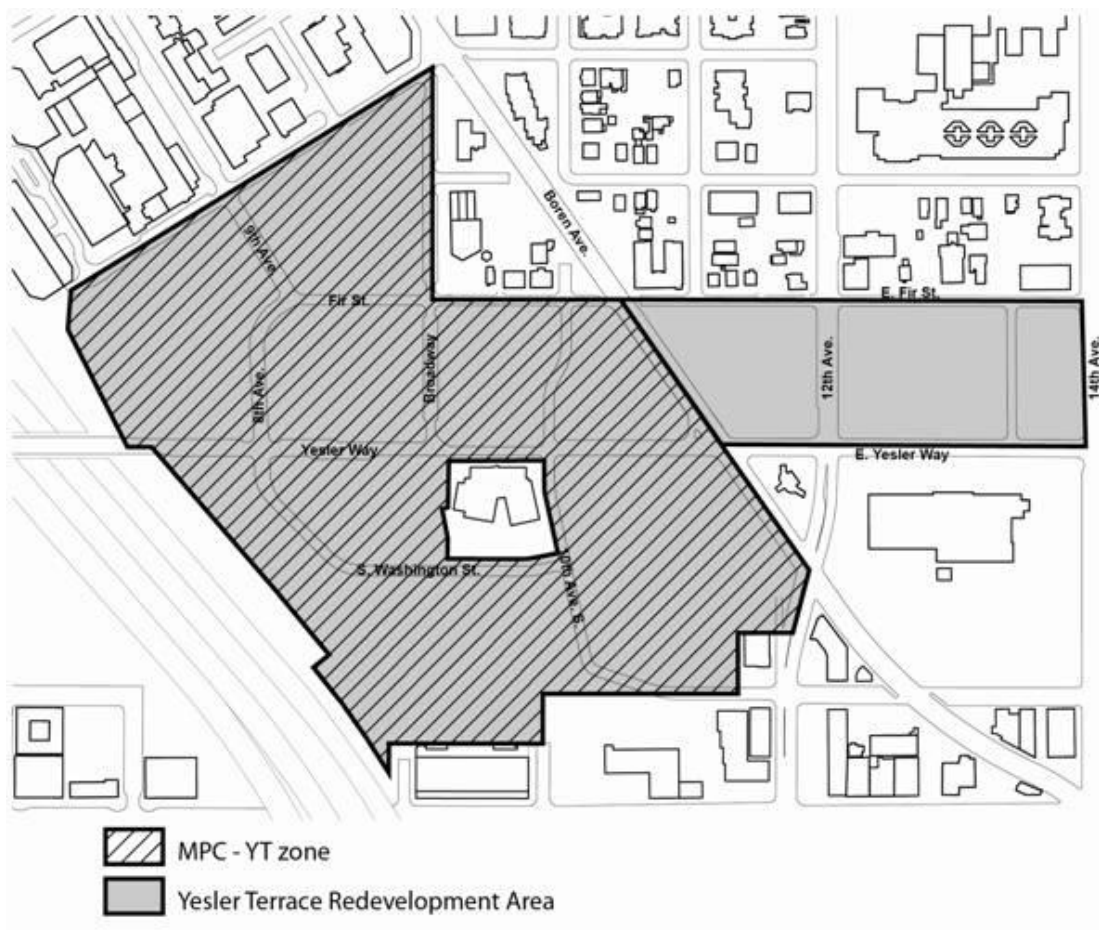 Boren Ave.
9th Ave.
Fir St.
E. Fir St.
8th Ave.
Broadway
12th Ave.
14th Ave.
Yesler Way
E. Yesler Way
S. Washington St.
10th Ave. S.
MPC - YT zone
Yesler Terrace Redevelopment Area